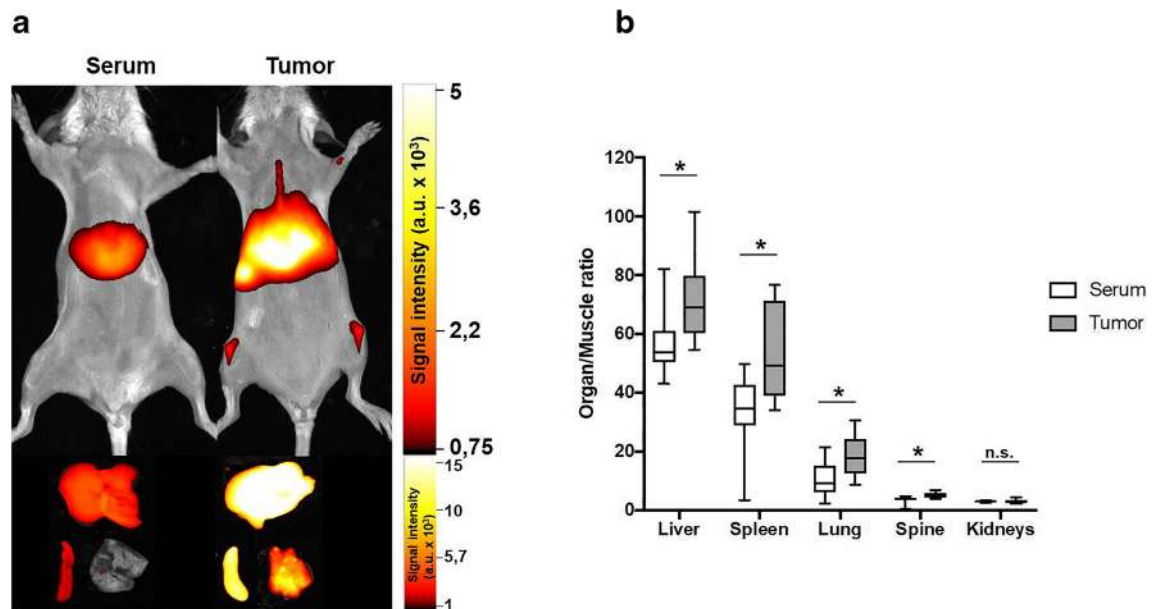 a
Serum Tumor
Signal intensity (a.u. x 10³)
5
3,6
2,2
0,75
Signal intensity
(a.u. x 10³)
15
10
5,7
1
b
Organ/Muscle ratio
120
100
80
60
40
20
0
*
*
*
*
n.s.
Liver Spleen Lung Spine Kidneys
Serum
Tumor